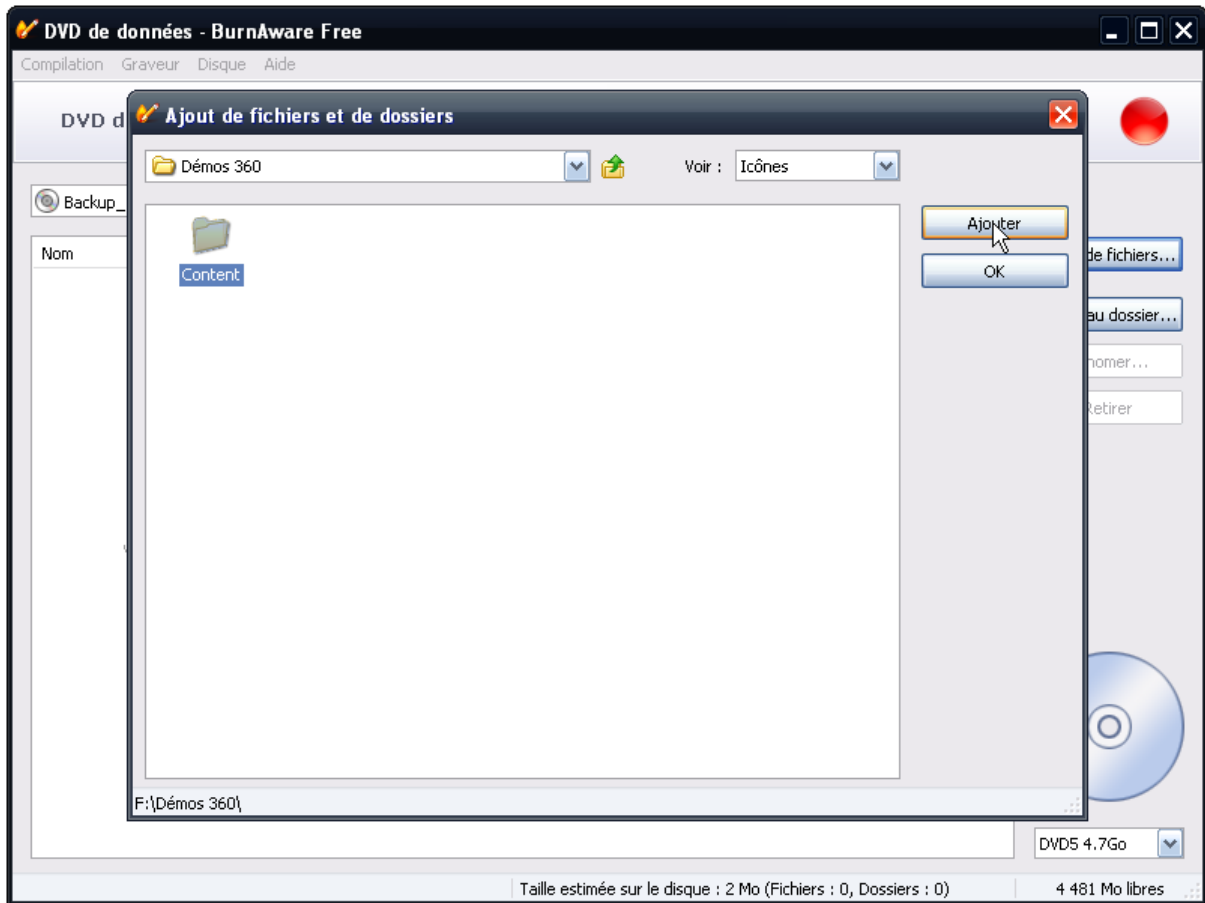 DVD de données - BurnAware Free
Compilation Graveur Disque Aide
DVD d
Ajout de fichiers et de dossiers
Démos 360
Voir :
Icônes
Backup_
Nom
Content
Ajouter
OK
de fichiers...
au dossier...
nomer...
Retirer
F:\Démos 360\
DVD5 4.7Go
Taille estimée sur le disque : 2 Mo (Fichiers : 0, Dossiers : 0)
4 481 Mo libres